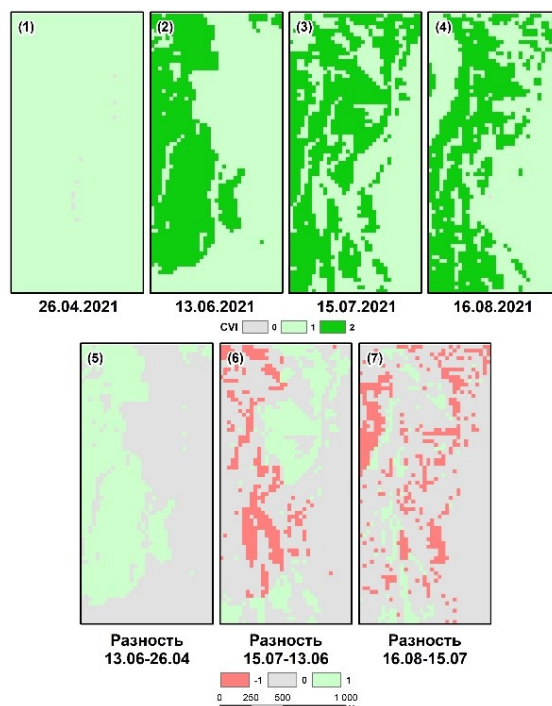 (1) (2) (3) (4)
26.04.2021 13.06.2021 15.07.2021 16.08.2021
CVI 0 1 2
(5) (6) (7)
Разность Разность Разность
13.06-26.04 15.07-13.06 16.08-15.07
-1 0 1
0 250 500 1 000